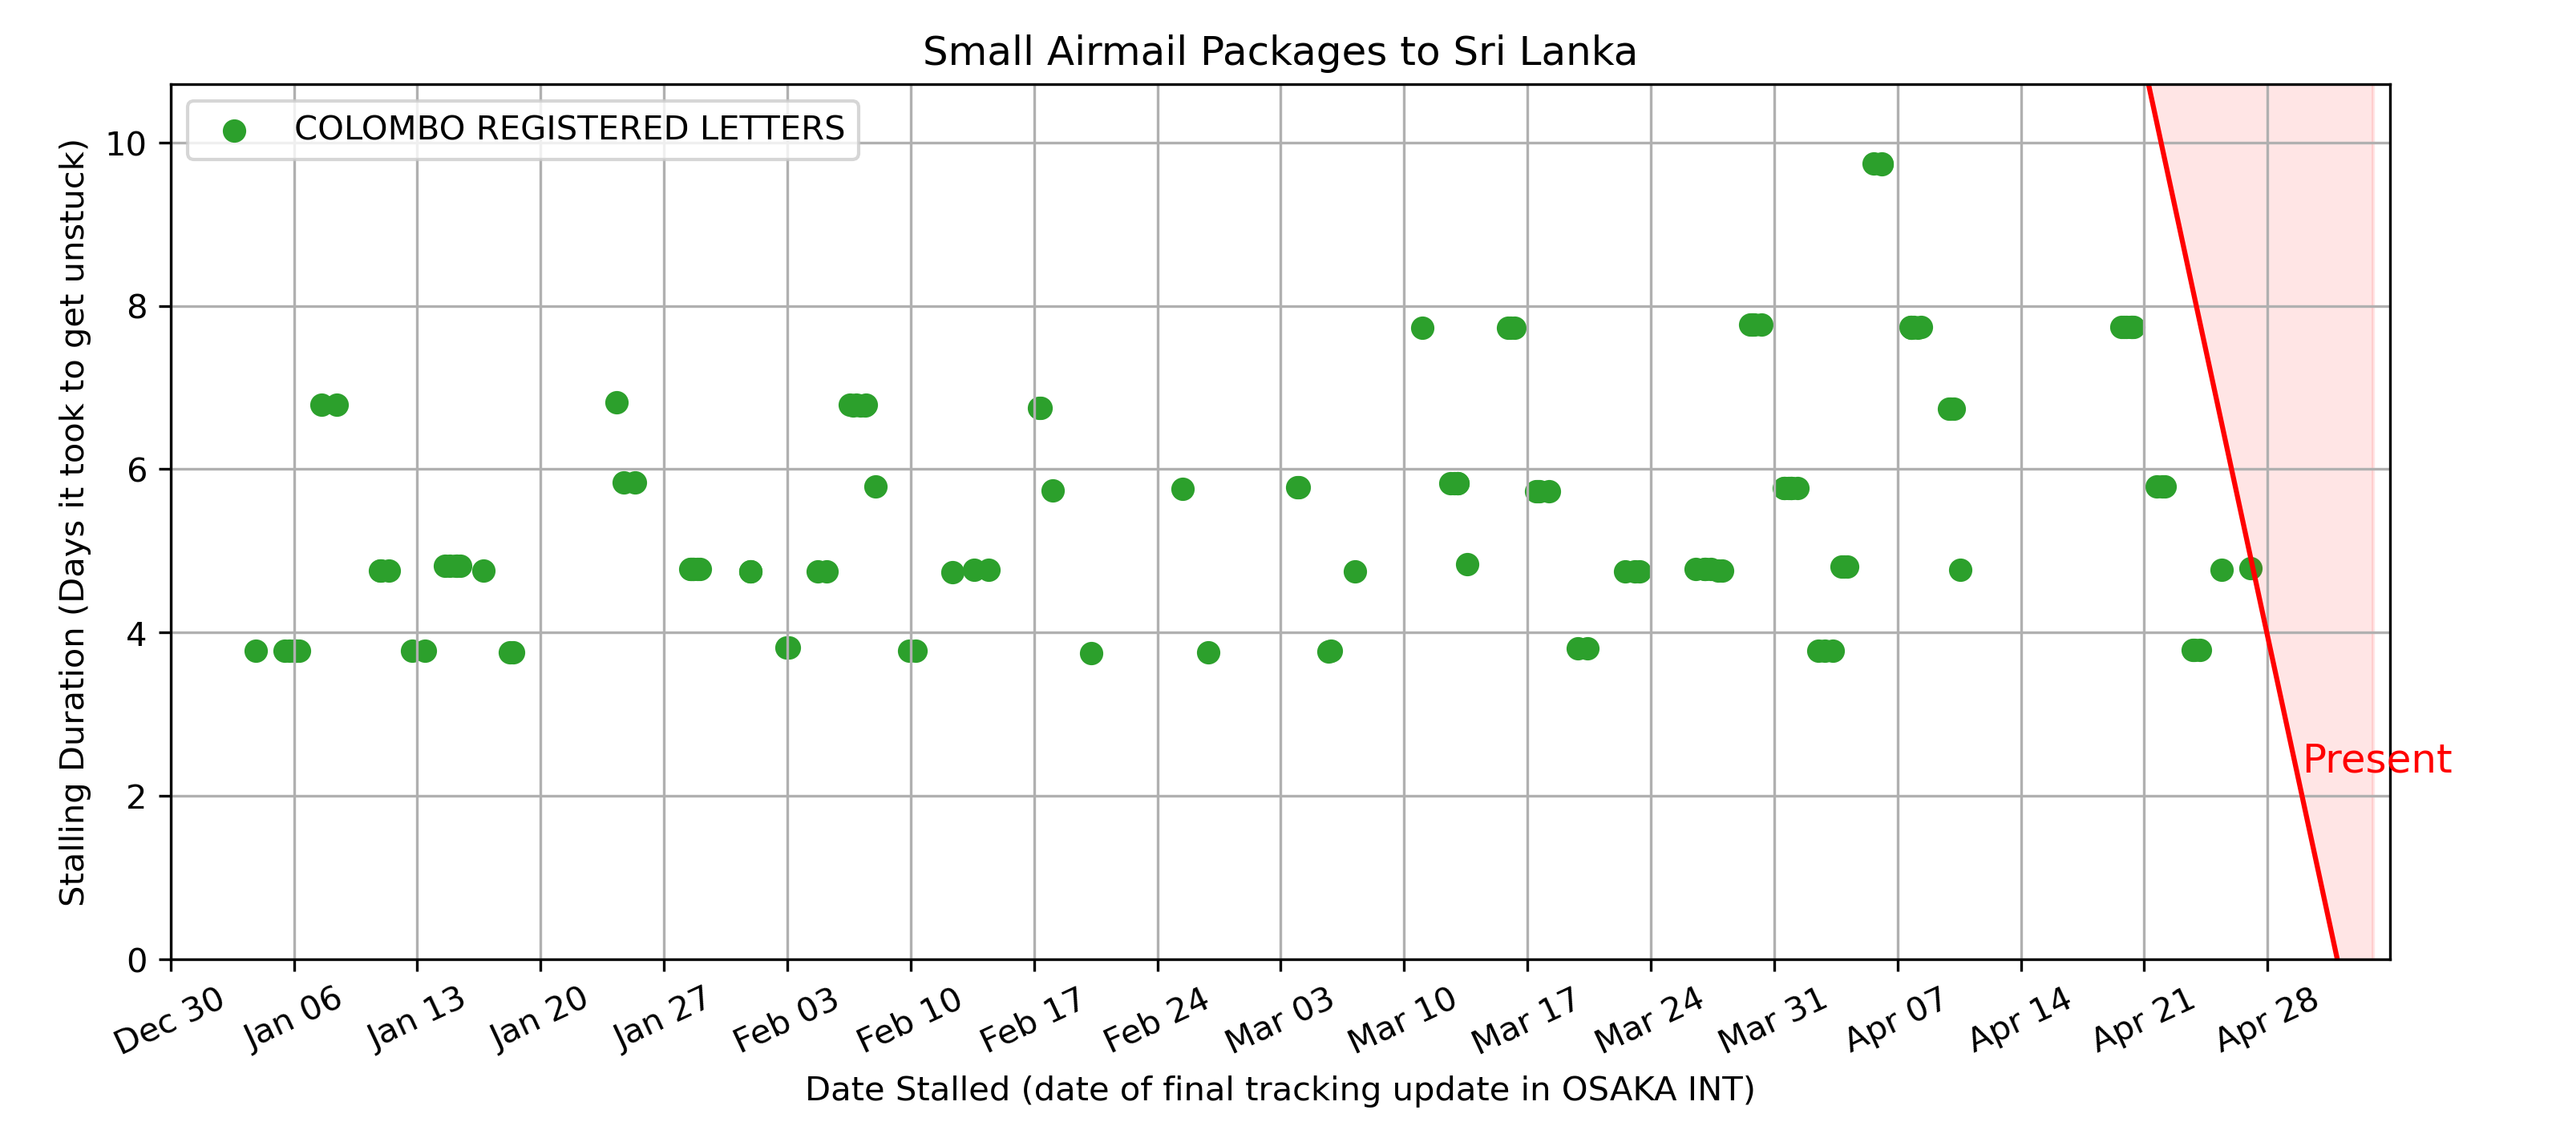 Small Airmail Packages to Sri Lanka
COLOMBO REGISTERED LETTERS
Stalling Duration (Days it took to get unstuck)
10
8
6
4
2
0
Present
Dec 30
Jan 06
Jan 13
Jan 20
Jan 27
Feb 03
Feb 10
Feb 17
Feb 24
Mar 03
Mar 10
Mar 17
Mar 24
Mar 31
Apr 07
Apr 14
Apr 21
Apr 28
Date Stalled (date of final tracking update in OSAKA INT)